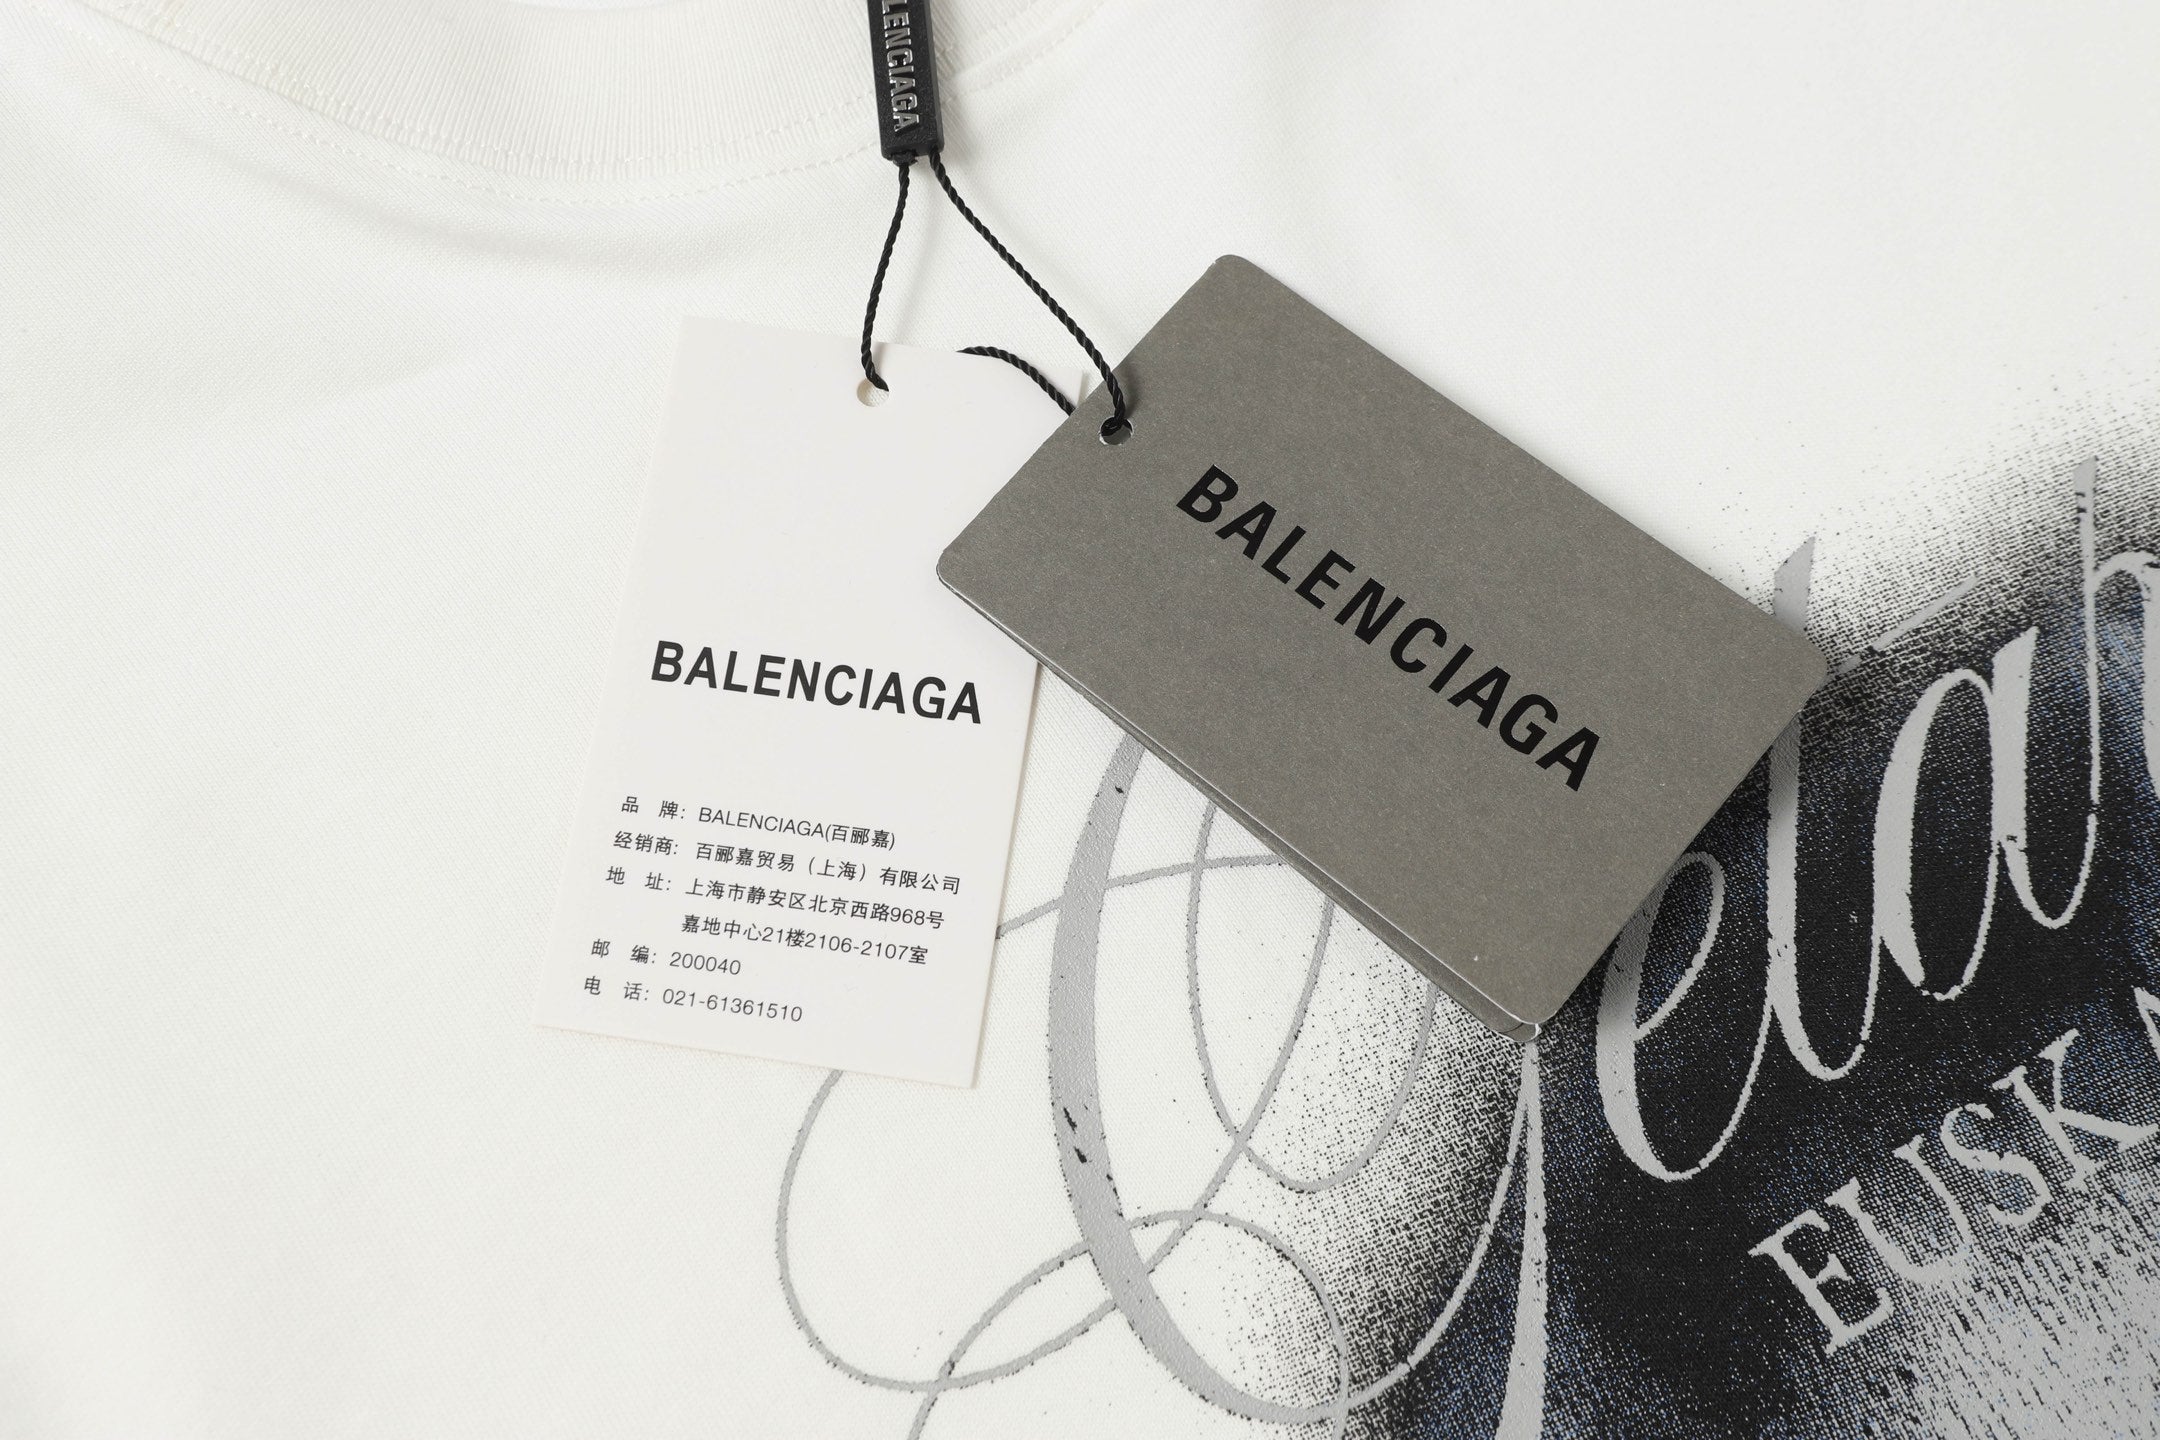 BALENCIAGA
BALENCIAGA
品 牌: BALENCIAGA(百郦嘉)
经销商: 百郦嘉贸易（上海）有限公司
地 址: 上海市静安区北京西路968号
嘉地中心21楼2106-2107室
邮 编: 200040
电 话: 021-61361510
BALENCIAGA
EUSKA